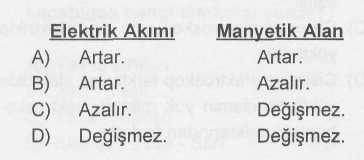 Elektrik Akımı Manyetik Alan
A) Artar. Artar.
B) Artar. Azalır.
C) Azalır. Değişmez.
D) Değişmez. Değişmez.